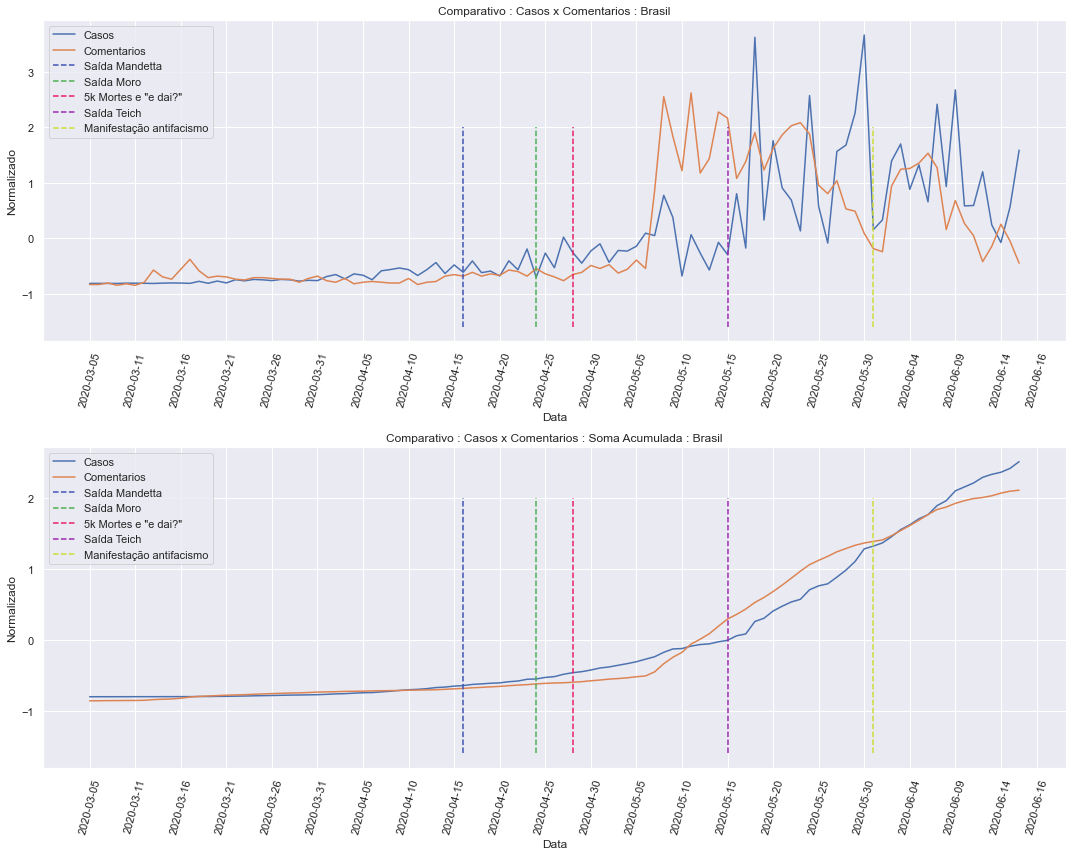 Comparativo : Casos x Comentarios : Brasil
Casos
Comentarios
Saída Mandetta
Saída Moro
5k Mortes e "e dai?"
Saída Teich
Manifestação antifacismo
Normalizado
3
2
1
0
−1
2020-03-05
2020-03-11
2020-03-16
2020-03-21
2020-03-26
2020-03-31
2020-04-05
2020-04-10
2020-04-15
2020-04-20
2020-04-25
2020-04-30
2020-05-05
2020-05-10
2020-05-15
2020-05-20
2020-05-25
2020-05-30
2020-06-04
2020-06-09
2020-06-14
2020-06-16
Data
Comparativo : Casos x Comentarios : Soma Acumulada : Brasil
Casos
Comentarios
Saída Mandetta
Saída Moro
5k Mortes e "e dai?"
Saída Teich
Manifestação antifacismo
Normalizado
2
1
0
−1
2020-03-05
2020-03-11
2020-03-16
2020-03-21
2020-03-26
2020-03-31
2020-04-05
2020-04-10
2020-04-15
2020-04-20
2020-04-25
2020-04-30
2020-05-05
2020-05-10
2020-05-15
2020-05-20
2020-05-25
2020-05-30
2020-06-04
2020-06-09
2020-06-14
2020-06-16
Data